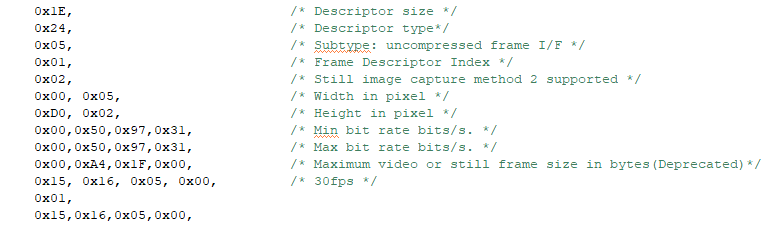 0x1E, /* Descriptor size */
0x24, /* Descriptor type*/
0x05, /* Subtype: uncompressed frame I/F */
0x01, /* Frame Descriptor Index */
0x02, /* Still image capture method 2 supported */
0x00, 0x05, /* Width in pixel */
0xD0, 0x02, /* Height in pixel */
0x00,0x50,0x97,0x31, /* Min bit rate bits/s. */
0x00,0x50,0x97,0x31, /* Max bit rate bits/s. */
0x00,0xA4,0x1F,0x00, /* Maximum video or still frame size in bytes(Deprecated)*/
0x15, 0x16, 0x05, 0x00, /* 30fps */
0x01,
0x15,0x16,0x05,0x00,